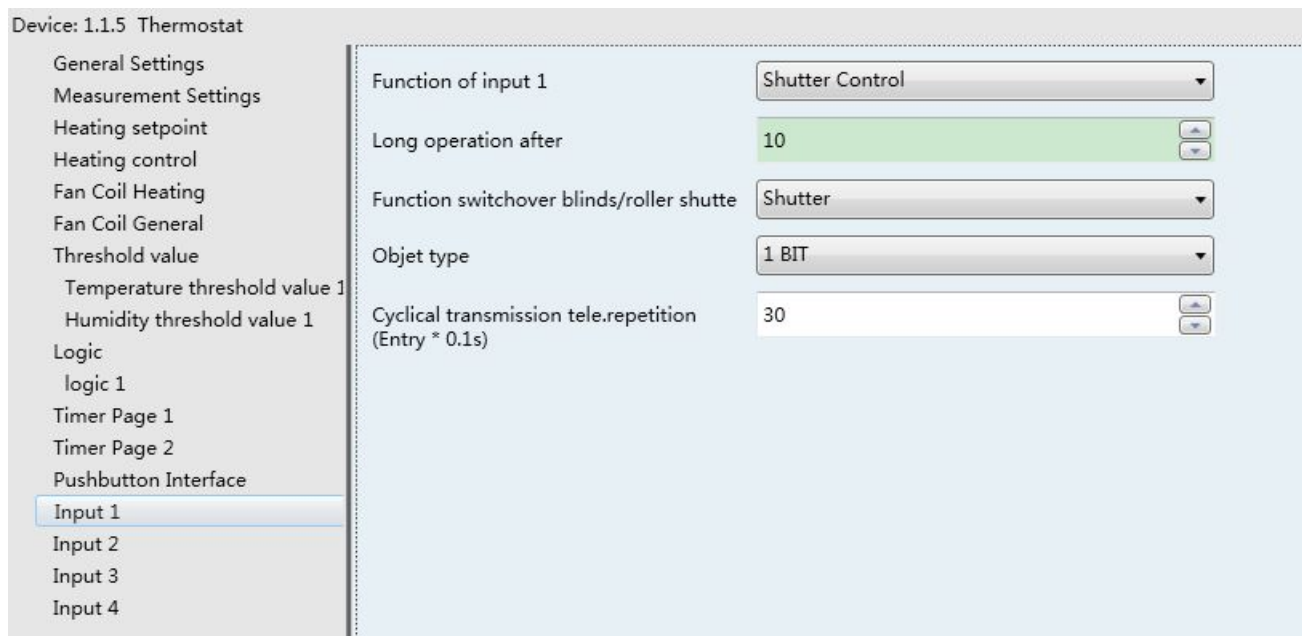 Device: 1.1.5 Thermostat
General Settings
Measurement Settings
Heating setpoint
Heating control
Fan Coil Heating
Fan Coil General
Threshold value
Temperature threshold value 1
Humidity threshold value 1
Logic
logic 1
Timer Page 1
Timer Page 2
Pushbutton Interface
Input 1
Input 2
Input 3
Input 4
Function of input 1 Shutter Control
Long operation after 10
Function switchover blinds/roller shutte Shutter
Objet type 1 BIT
Cyclical transmission tele.repetition 30
(Entry * 0.1s)